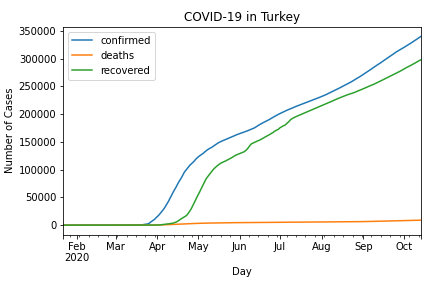 COVID-19 in Turkey
350000
300000
250000
200000
150000
100000
50000
0
Number of Cases
confirmed
deaths
recovered
Feb Mar Apr May Jun Jul Aug Sep Oct
2020
Day